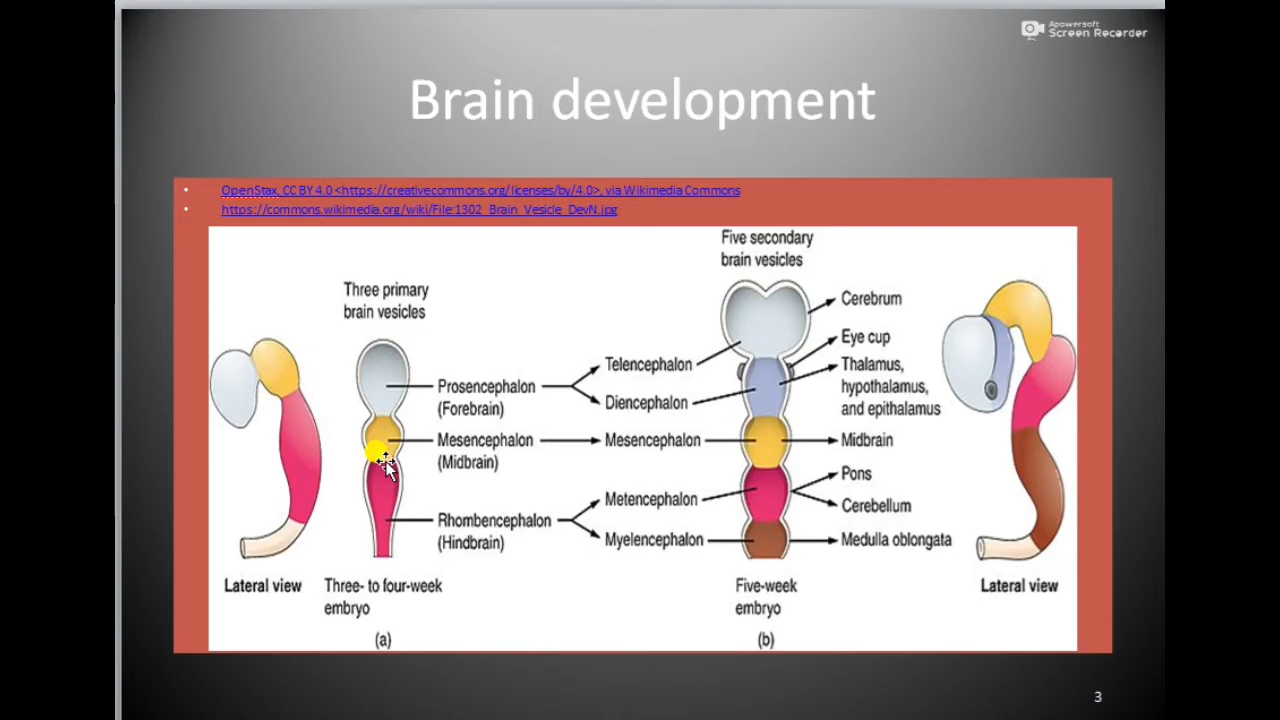 Apowersoft
Screen Recorder
Brain development
OpenStax, CC BY 4.0 <https://creativecommons.org/licenses/by/4.0>, via Wikimedia Commons
https://commons.wikimedia.org/wiki/File:1302_Brain_Vesicle_DevN.jpg
Three primary
brain vesicles
Prosencephalon
(Forebrain)
Mesencephalon
(Midbrain)
Rhombencephalon
(Hindbrain)
Lateral view
Three- to four-week
embryo
(a)
Five secondary
brain vesicles
Telencephalon
Diencephalon
Mesencephalon
Metencephalon
Myelencephalon
Cerebrum
Eye cup
Thalamus,
hypothalamus,
and epithalamus
Midbrain
Pons
Cerebellum
Medulla oblongata
Five-week
embryo
(b)
Lateral view
3